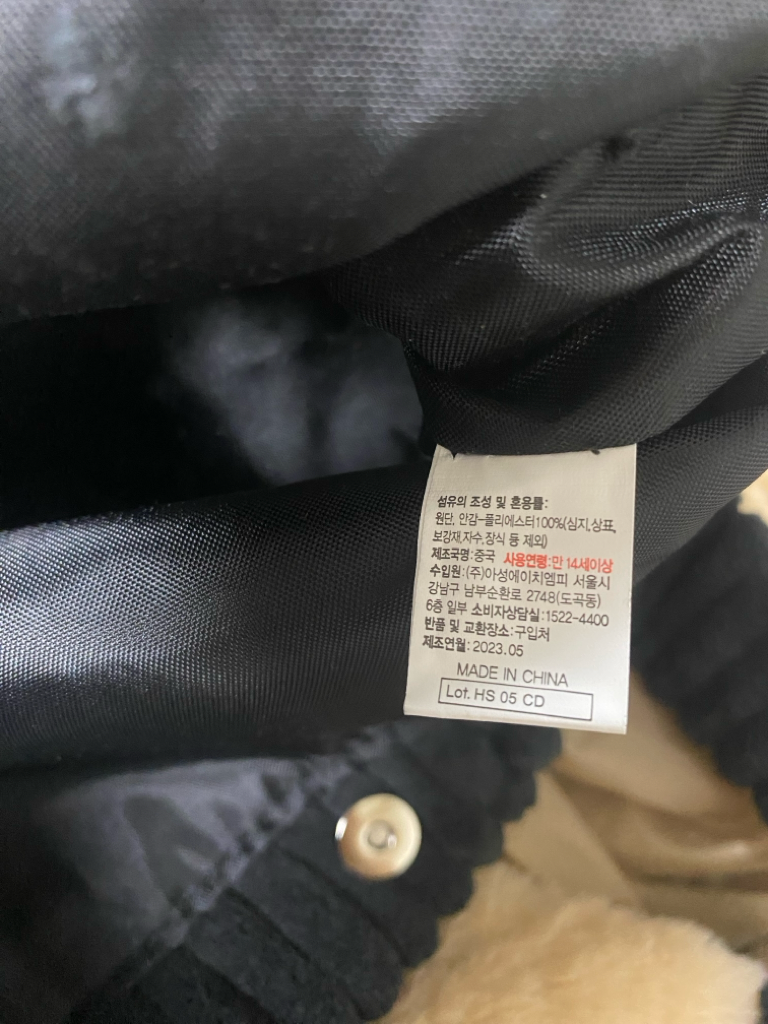 섬유의 조성 및 혼용률:
원단, 안감-폴리에스터100%(심지,상표,
보강재,자수,장식 등 제외)
제조국명:중국 사용연령:만 14세이상
수입원:(주)아성에이치엠피 서울시
강남구 남부순환로 2748(도곡동)
6층 일부 소비자상담실:1522-4400
반품 및 교환장소:구입처
제조연월:2023.05
MADE IN CHINA
Lot. HS 05 CD